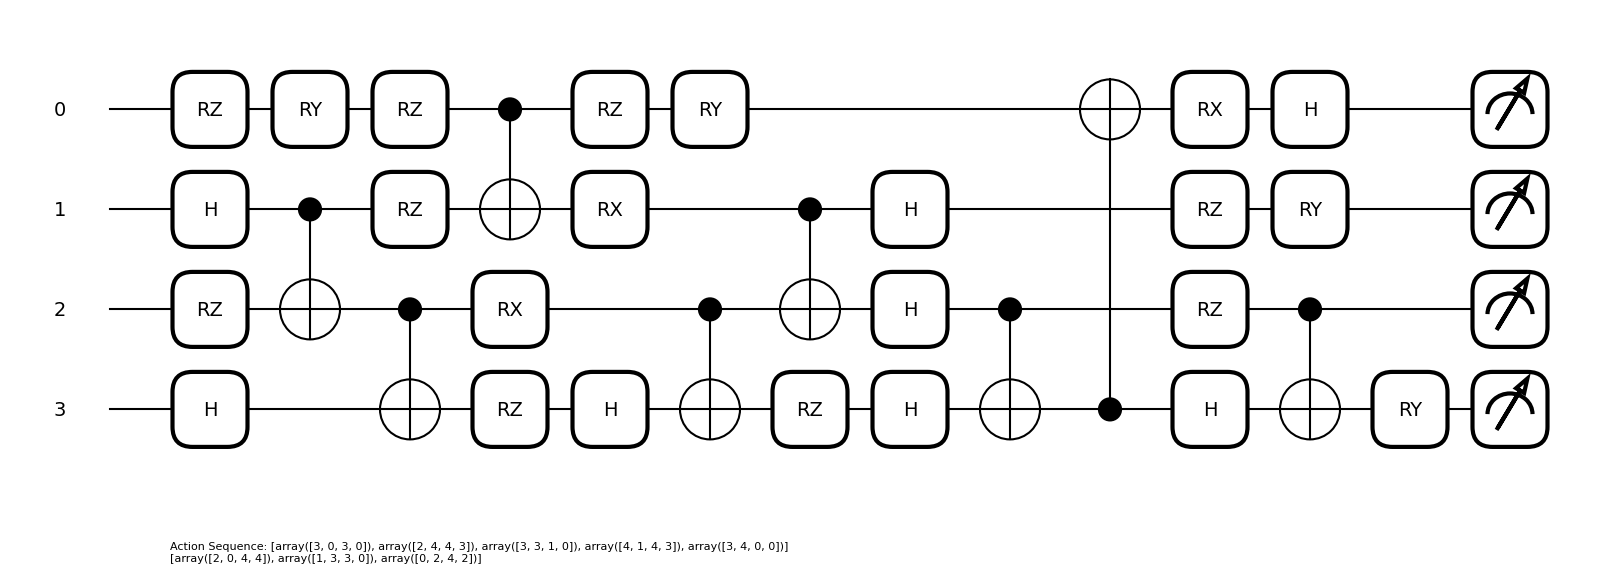 0 RZ RY RZ RZ RY RX H
1 H RZ RX H RZ RY
2 RZ RX H RZ
3 H RZ H RZ H H RY
Action Sequence: [array([3, 0, 3, 0]), array([2, 4, 4, 3]), array([3, 3, 1, 0]), array([4, 1, 4, 3]), array([3, 4, 0, 0])]
[array([2, 0, 4, 4]), array([1, 3, 3, 0]), array([0, 2, 4, 2])]